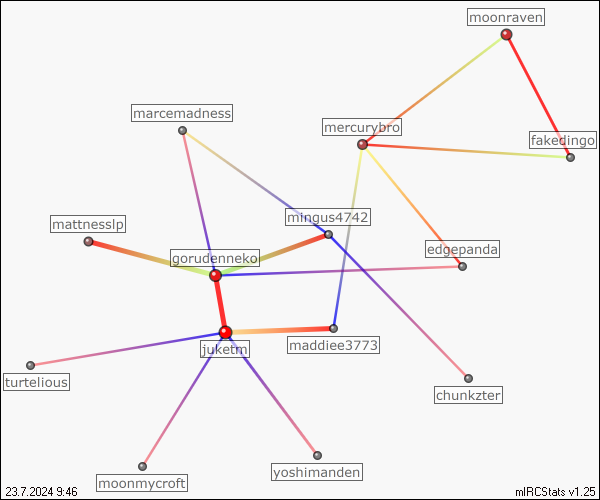 moonraven
marcemadness
mercurybro
fakedingo
mingus4742
mattnesslp
gorudenneko
edgepanda
juketm
maddiee3773
turtelious
chunkzter
yoshimanden
moonmycroft
23.7.2024 9:46
mIRCStats v1.25